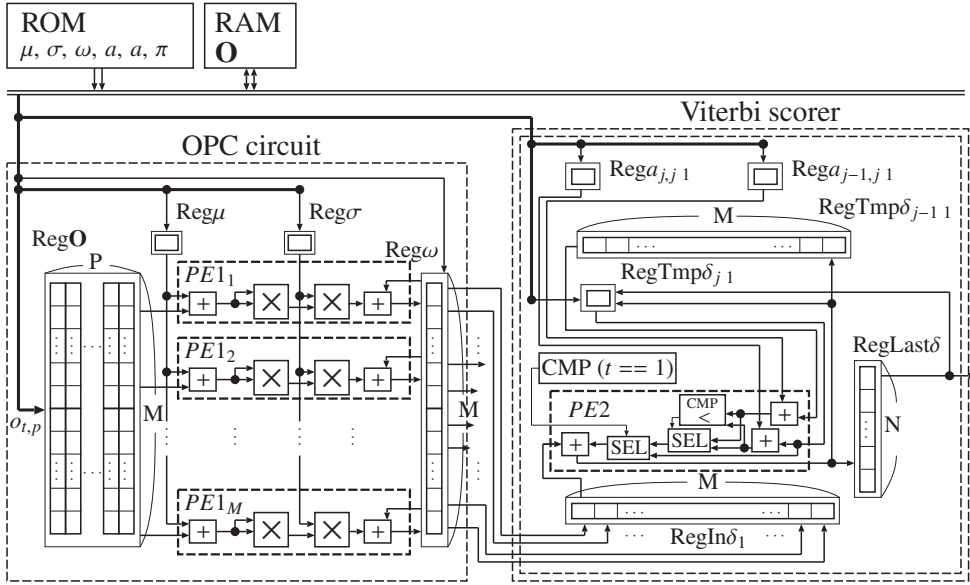 ROM
μ, σ, ω, a, a, π
RAM
O
Viterbi scorer
OPC circuit
Rega_{j,j 1}
Rega_{j−1,j 1}
Regμ
Regσ
M
RegTmpδ_{j−1 1}
RegO
Regω
RegTmpδ_{j 1}
P
PE1_1
+ × × +
PE1_2
+ × × +
RegLastδ
CMP (t == 1)
M
M
N
o_{t,p}
PE2
CMP
<
+
+
SEL
SEL
+
M
PE1_M
+ × × +
RegInδ_1